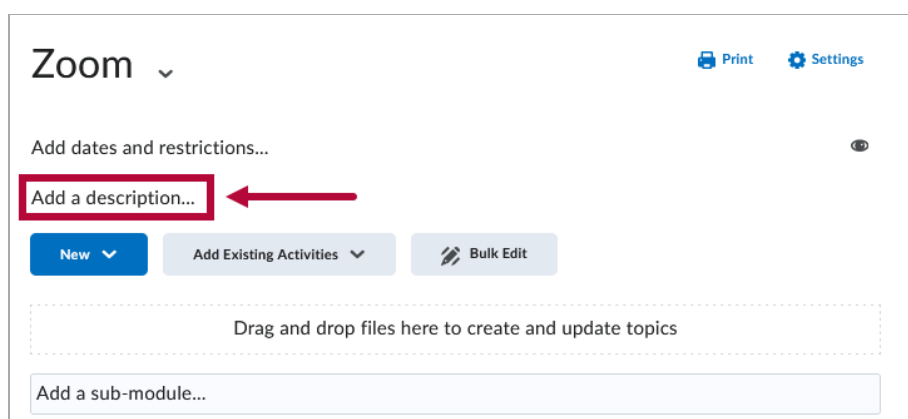 Zoom
Print Settings
Add dates and restrictions...
Add a description...
New Add Existing Activities Bulk Edit
Drag and drop files here to create and update topics
Add a sub-module...